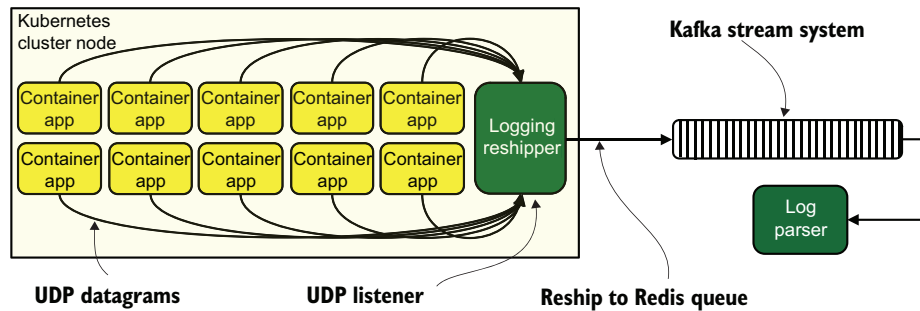 Kubernetes
cluster node
Kafka stream system
Container
app
Container
app
Container
app
Container
app
Container
app
Logging
reshipper
Container
app
Container
app
Container
app
Container
app
Container
app
Log
parser
UDP datagrams
UDP listener
Reship to Redis queue